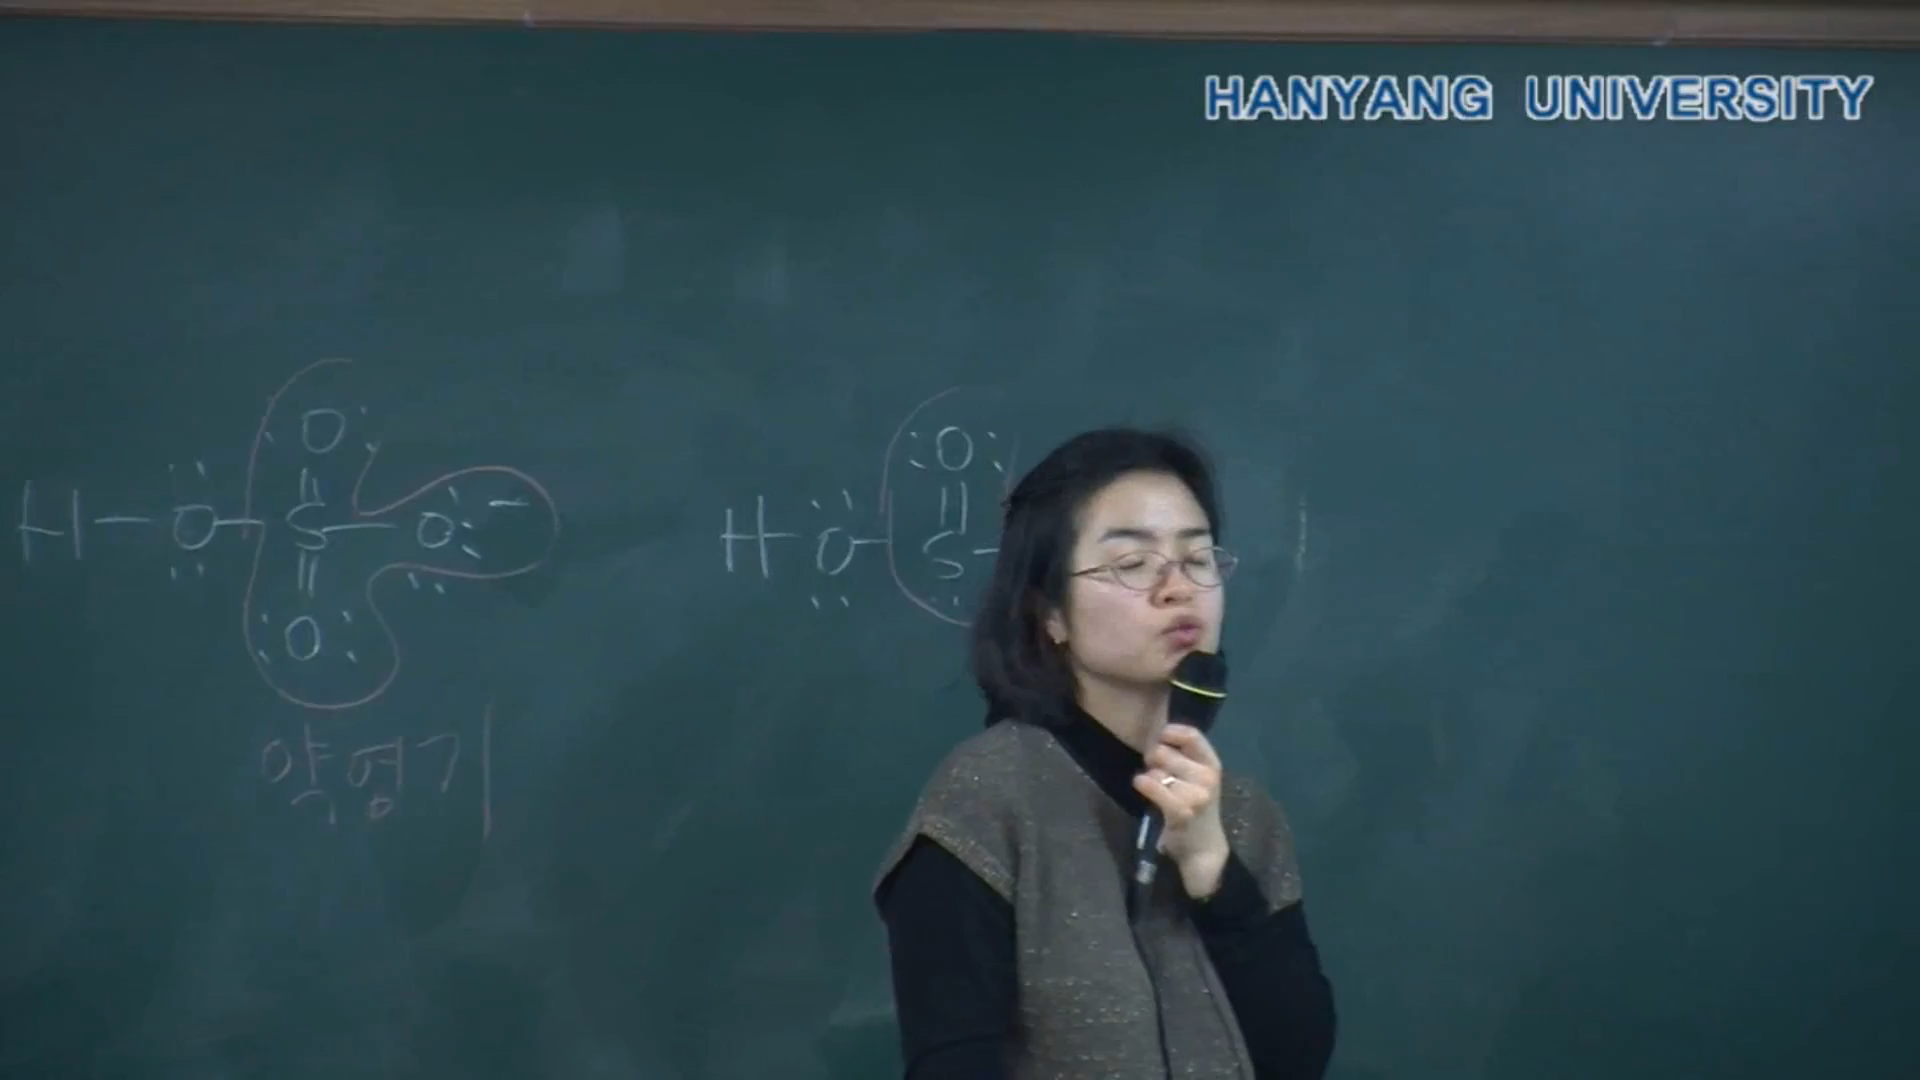 HANYANG UNIVERSITY
:O: :O:
H-O-S-O:⁻ H-O-S-
:O:
약염기